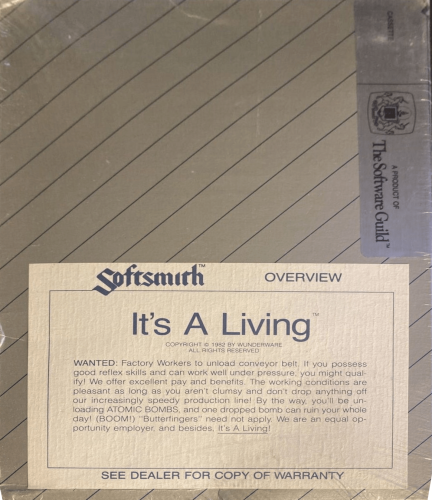 A PRODUCT OF
The Software Guild™
Softsmith™ OVERVIEW
It's A Living™
COPYRIGHT © 1982 BY WUNDERWARE
ALL RIGHTS RESERVED
WANTED: Factory Workers to unload conveyor belt. If you possess
good reflex skills and can work well under pressure, you might qual-
ify! We offer excellent pay and benefits. The working conditions are
pleasant as long as you aren't clumsy and don't drop anything off
our increasingly speedy production line! By the way, you'll be un-
loading ATOMIC BOMBS, and one dropped bomb can ruin your whole
day! (BOOM!) "Butterfingers" need not apply. We are an equal op-
portunity employer, and besides, It's A Living!
SEE DEALER FOR COPY OF WARRANTY